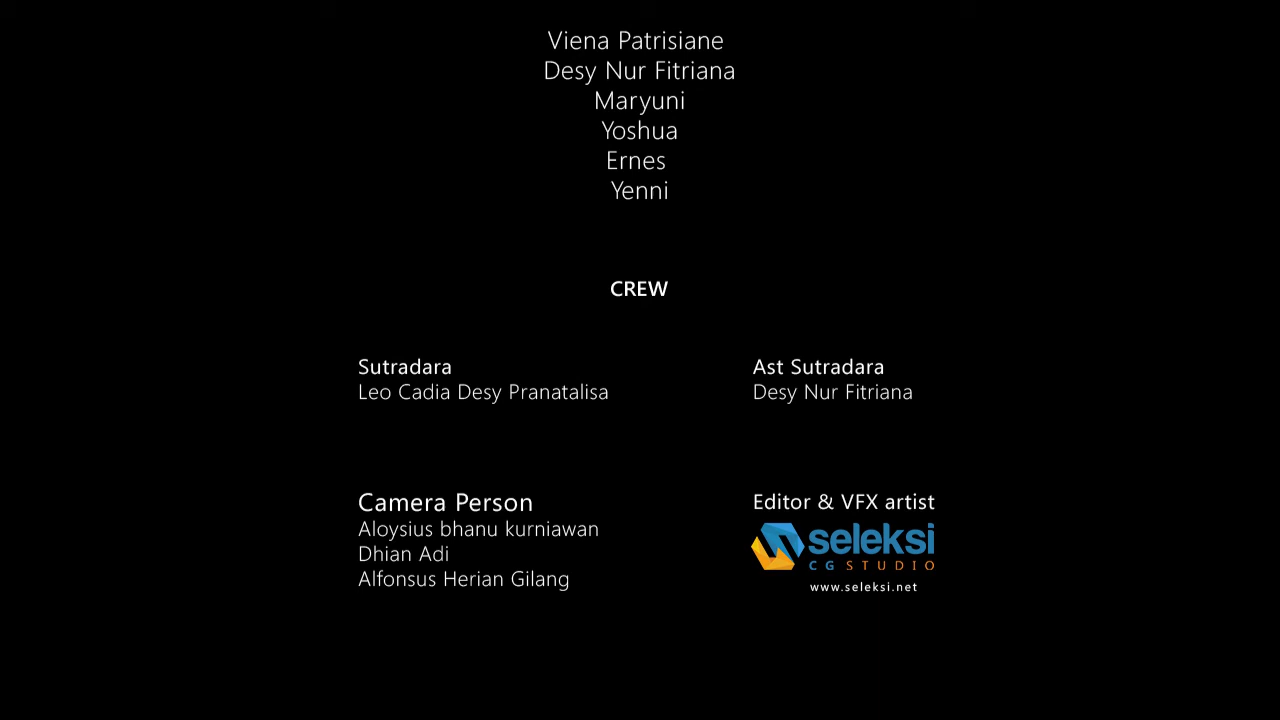 Viena Patrisiane
Desy Nur Fitriana
Maryuni
Yoshua
Ernes
Yenni
CREW
Sutradara
Leo Cadia Desy Pranatalisa
Ast Sutradara
Desy Nur Fitriana
Camera Person
Aloysius bhanu kurniawan
Dhian Adi
Alfonsus Herian Gilang
Editor & VFX artist
seleksi
CG STUDIO
www.seleksi.net